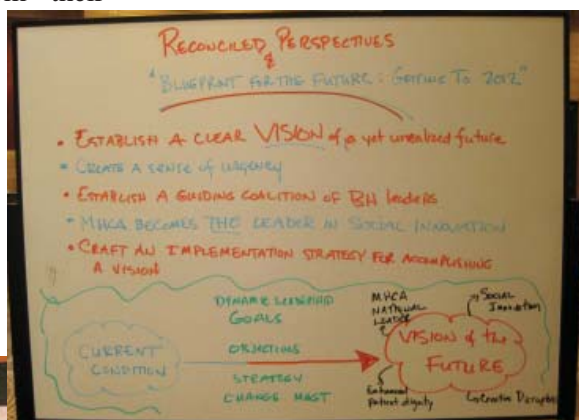 RECONCILED PERSPECTIVES
&
"BLUEPRINT FOR THE FUTURE: GETTING TO 2012"
• ESTABLISH A CLEAR VISION of a yet unrealized future
• CREATE A SENSE OF URGENCY
• ESTABLISH A GUIDING COALITION OF BH leaders
• MHCA BECOMES THE LEADER IN SOCIAL INNOVATION
• CRAFT AN IMPLEMENTATION STRATEGY FOR ACCOMPLISHING
A VISION
CURRENT
CONDITION
DYNAMIC LEADERSHIP
GOALS
OBJECTIVES
STRATEGY
CHANGE MGMT
MHCA
NATIONAL
LEADER
Social
Innovation
VISION of the
FUTURE
Enhanced
patient dignity